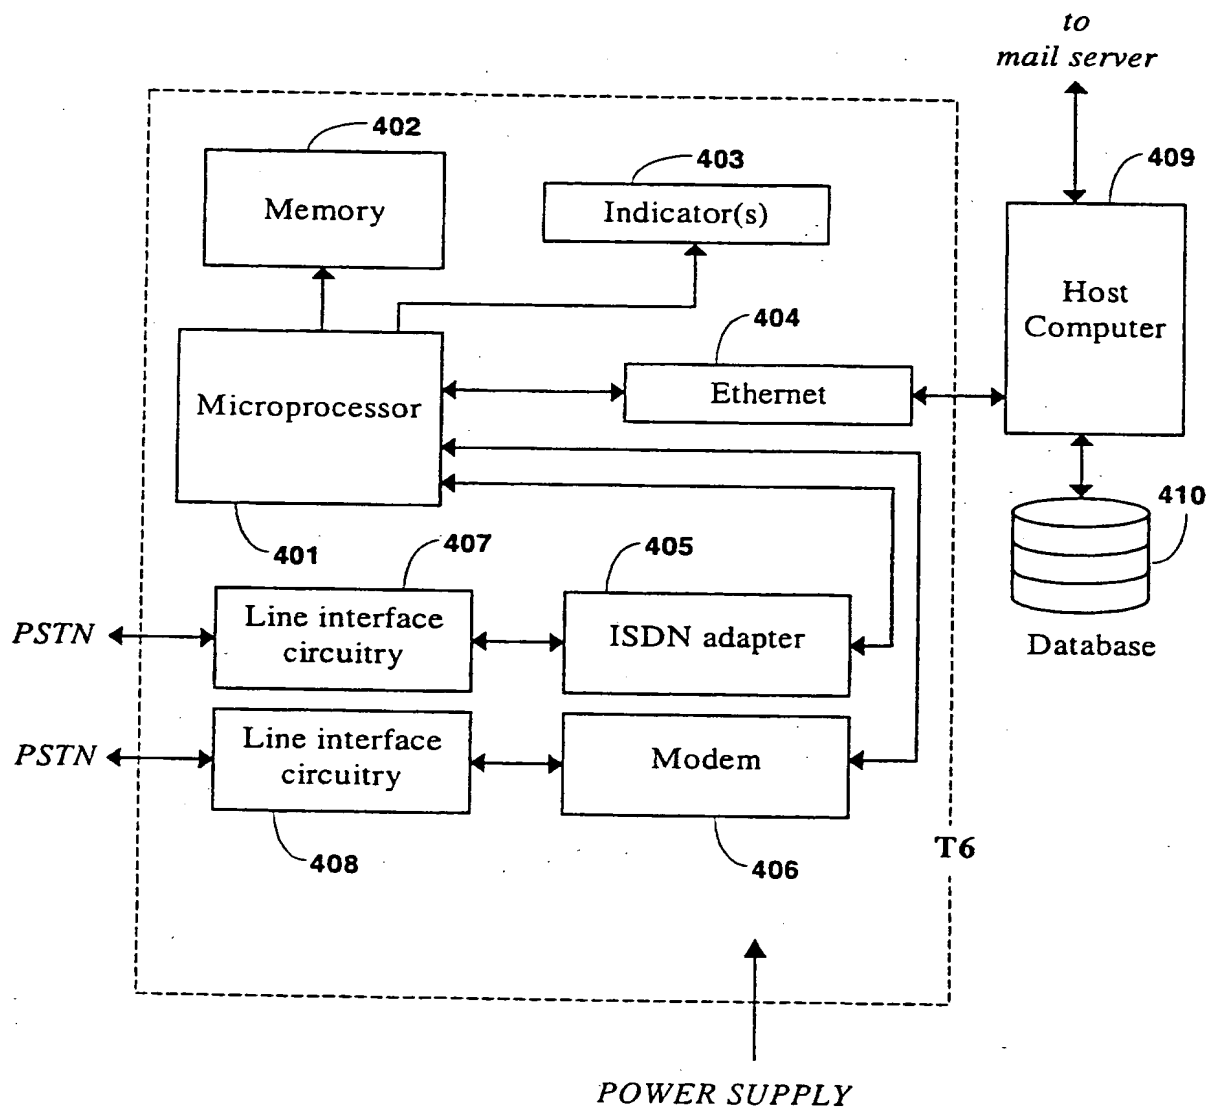 to
mail server
402
403
409
Memory
Indicator(s)
Host
Computer
404
Ethernet
Microprocessor
410
401
407
405
PSTN
Line interface
circuitry
ISDN adapter
Database
PSTN
Line interface
circuitry
Modem
408
406
T6
POWER SUPPLY